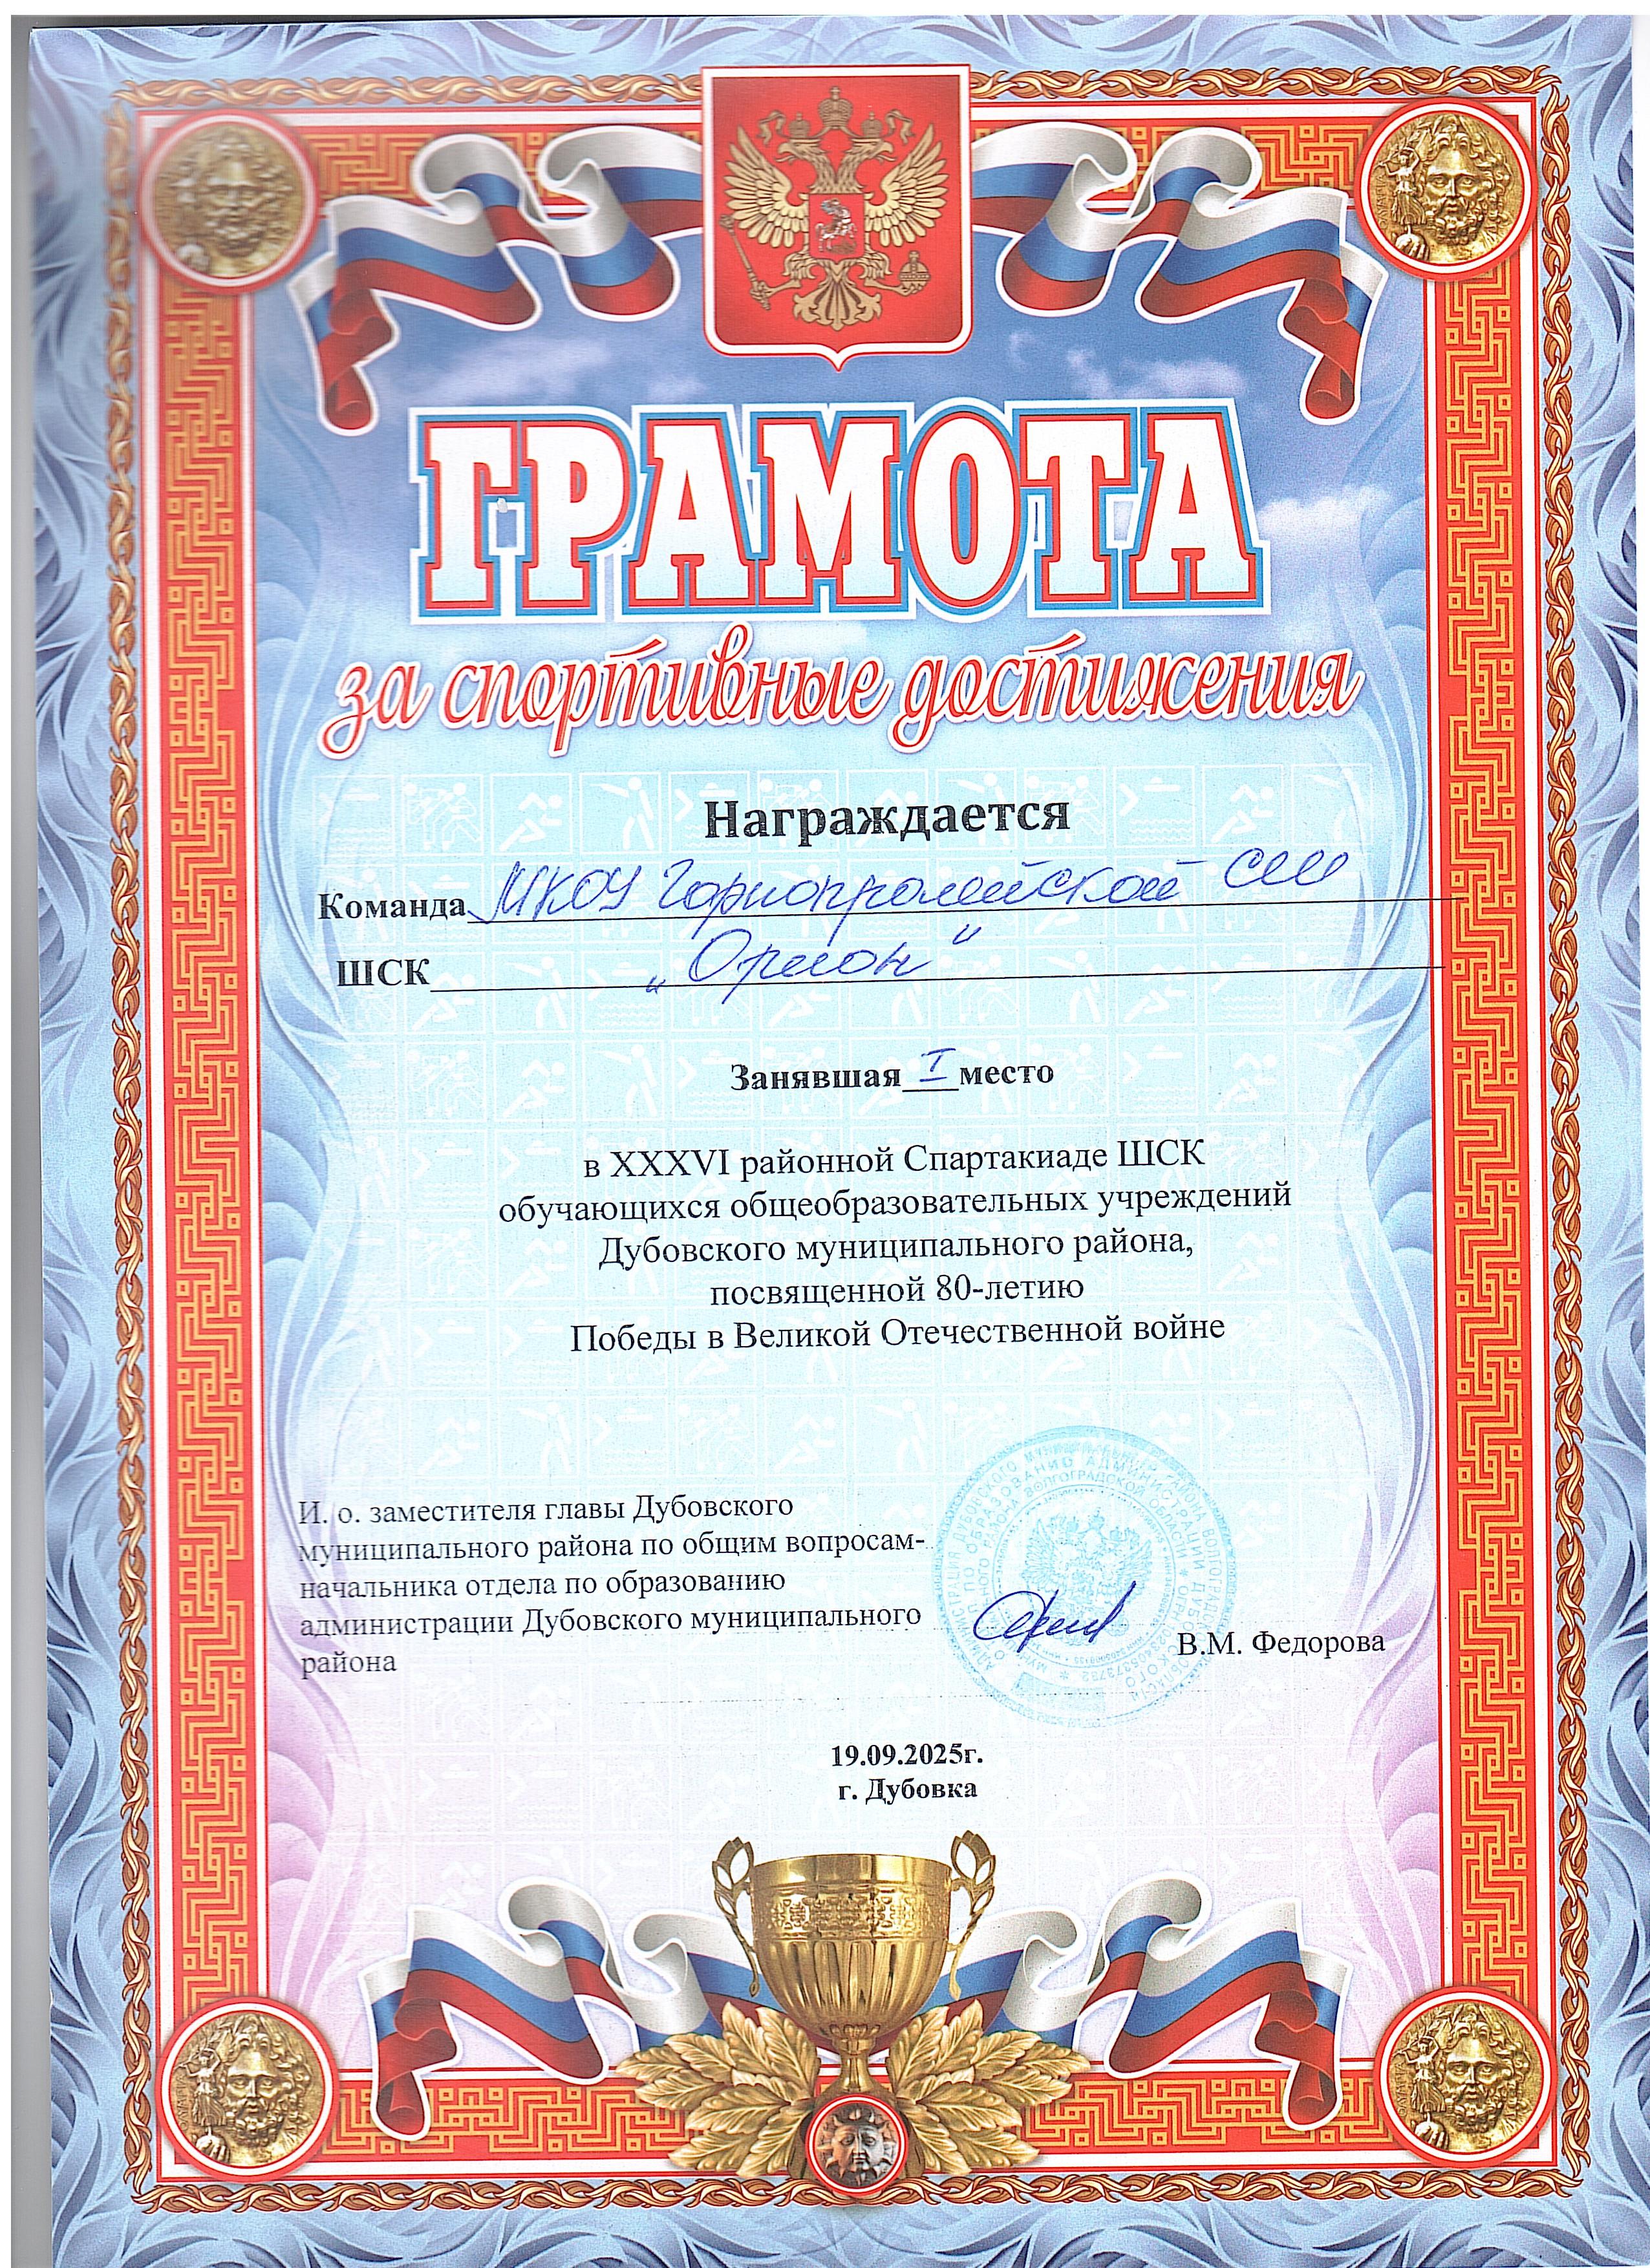 ГРАМОТА
за спортивные достижения
Награждается
Команда МКОУ Горнопролейской СШ
ШСК „Орион"
Занявшая I место
в XXXVI районной Спартакиаде ШСК
обучающихся общеобразовательных учреждений
Дубовского муниципального района,
посвященной 80-летию
Победы в Великой Отечественной войне
И. о. заместителя главы Дубовского
муниципального района по общим вопросам-
начальника отдела по образованию
администрации Дубовского муниципального
района
В.М. Федорова
19.09.2025г.
г. Дубовка